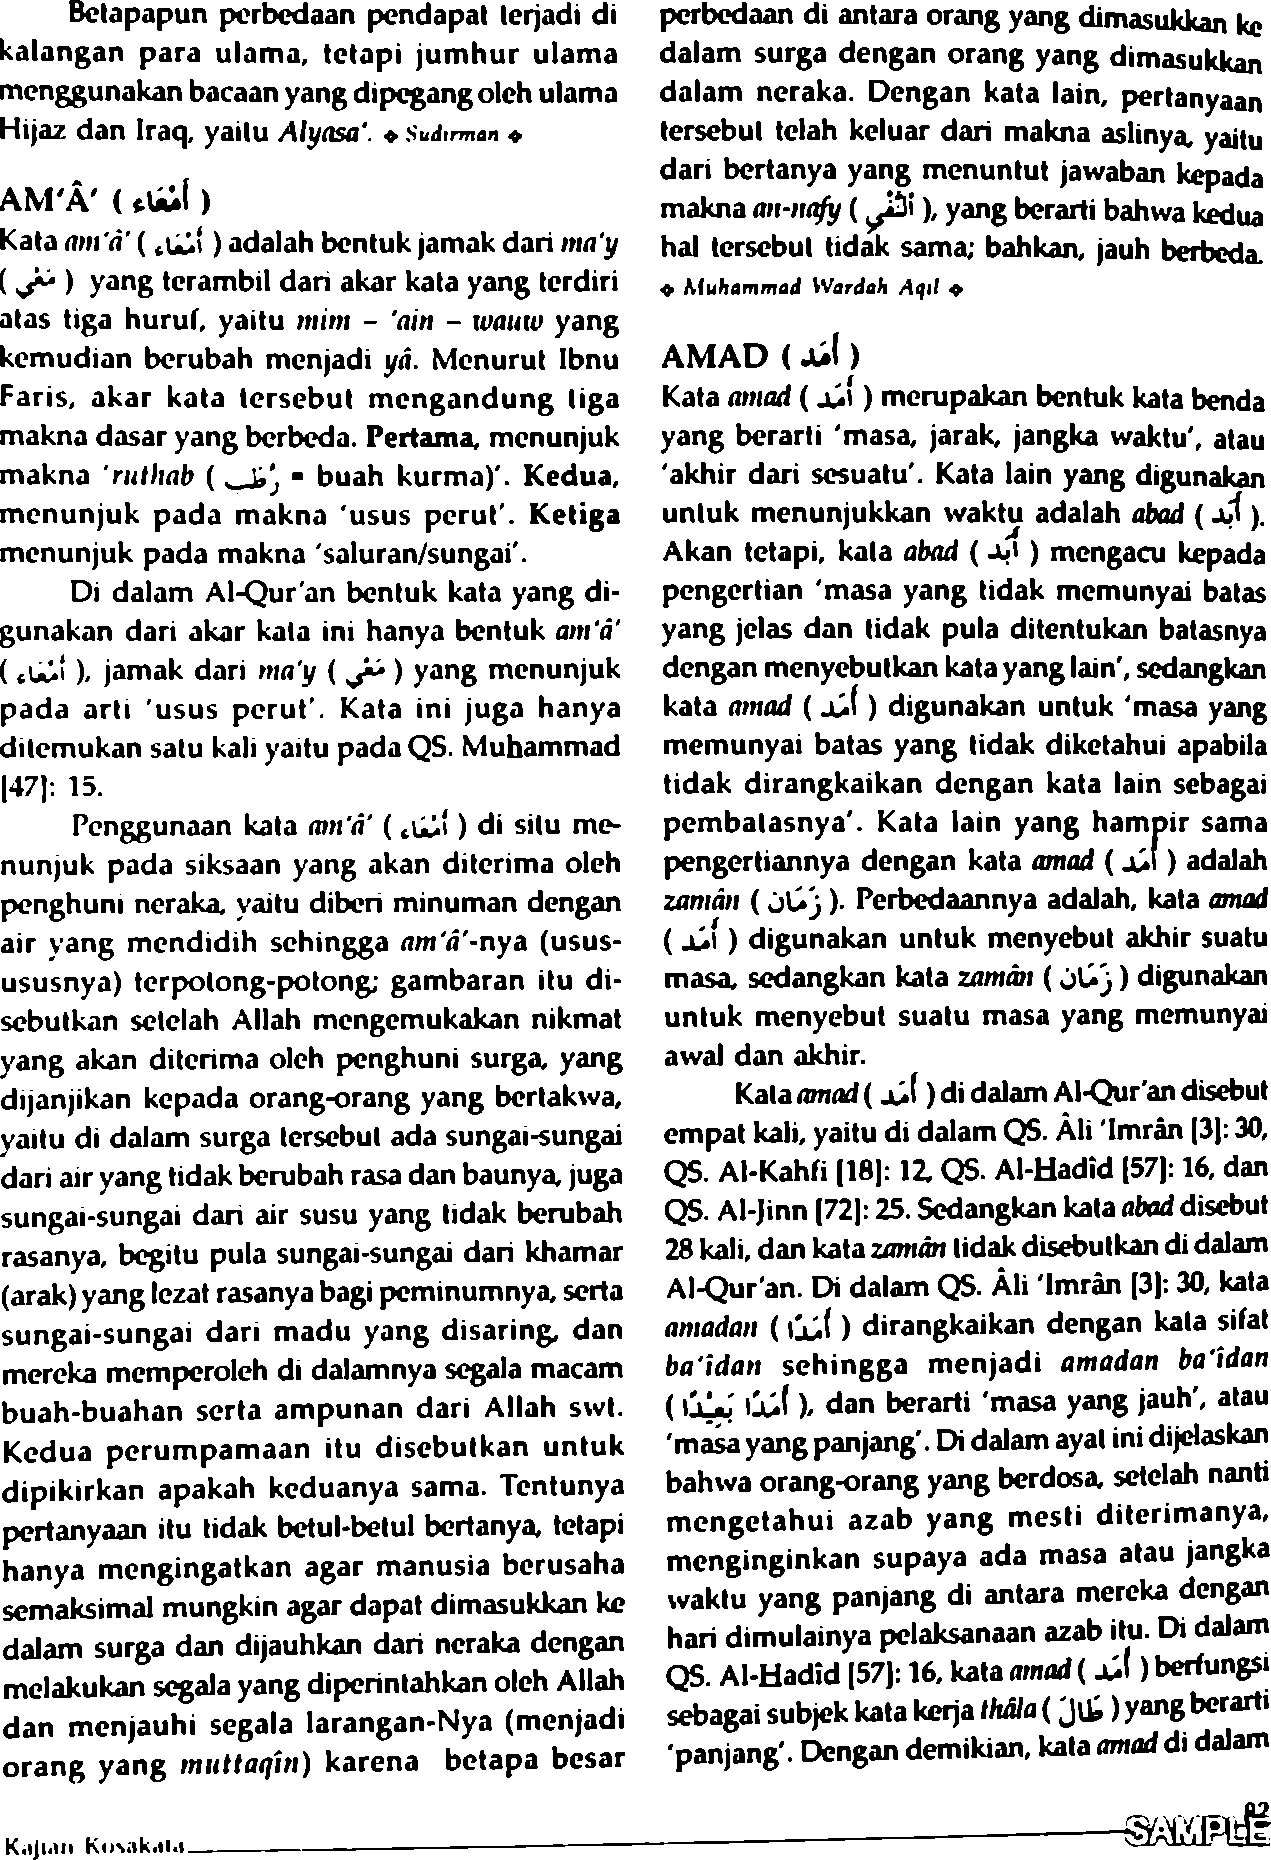 Betapapun perbedaan pendapat terjadi di
kalangan para ulama, tetapi jumhur ulama
menggunakan bacaan yang dipegang oleh ulama
Hijaz dan Iraq, yaitu Alyasa'. ◆ Sudirman ◆
AM'Â' ( أَمْعَاء )
Kata am'â' ( أَمْعَاء ) adalah bentuk jamak dari ma'y
( مَعْي ) yang terambil dari akar kata yang terdiri
atas tiga huruf, yaitu mim – 'ain – wauw yang
kemudian berubah menjadi yâ. Menurut Ibnu
Faris, akar kata tersebut mengandung tiga
makna dasar yang berbeda. Pertama, menunjuk
makna 'ruthab ( رُطَب = buah kurma)'. Kedua,
menunjuk pada makna 'usus perut'. Ketiga
menunjuk pada makna 'saluran/sungai'.
Di dalam Al-Qur'an bentuk kata yang di-
gunakan dari akar kata ini hanya bentuk am'â'
( أَمْعَاء ), jamak dari ma'y ( مَعْي ) yang menunjuk
pada arti 'usus perut'. Kata ini juga hanya
ditemukan satu kali yaitu pada QS. Muhammad
[47]: 15.
Penggunaan kata am'â' ( أَمْعَاء ) di situ me-
nunjuk pada siksaan yang akan diterima oleh
penghuni neraka, yaitu diberi minuman dengan
air yang mendidih sehingga am'â'-nya (usus-
ususnya) terpotong-potong; gambaran itu di-
sebutkan setelah Allah mengemukakan nikmat
yang akan diterima oleh penghuni surga, yang
dijanjikan kepada orang-orang yang bertakwa,
yaitu di dalam surga tersebut ada sungai-sungai
dari air yang tidak berubah rasa dan baunya, juga
sungai-sungai dari air susu yang tidak berubah
rasanya, begitu pula sungai-sungai dari khamar
(arak) yang lezat rasanya bagi peminumnya, serta
sungai-sungai dari madu yang disaring, dan
mereka memperoleh di dalamnya segala macam
buah-buahan serta ampunan dari Allah swt.
Kedua perumpamaan itu disebutkan untuk
dipikirkan apakah keduanya sama. Tentunya
pertanyaan itu tidak betul-betul bertanya, tetapi
hanya mengingatkan agar manusia berusaha
semaksimal mungkin agar dapat dimasukkan ke
dalam surga dan dijauhkan dari neraka dengan
melakukan segala yang diperintahkan oleh Allah
dan menjauhi segala larangan-Nya (menjadi
orang yang muttaqîn) karena betapa besar
perbedaan di antara orang yang dimasukkan ke
dalam surga dengan orang yang dimasukkan
dalam neraka. Dengan kata lain, pertanyaan
tersebut telah keluar dari makna aslinya, yaitu
dari bertanya yang menuntut jawaban kepada
makna an-nafy ( اَلنَّفْي ), yang berarti bahwa kedua
hal tersebut tidak sama; bahkan, jauh berbeda.
◆ Muhammad Wardah Aqil ◆
AMAD ( أَمَد )
Kata amad ( أَمَد ) merupakan bentuk kata benda
yang berarti 'masa, jarak, jangka waktu', atau
'akhir dari sesuatu'. Kata lain yang digunakan
untuk menunjukkan waktu adalah abad ( أَبَد ).
Akan tetapi, kata abad ( أَبَد ) mengacu kepada
pengertian 'masa yang tidak memunyai batas
yang jelas dan tidak pula ditentukan batasnya
dengan menyebutkan kata yang lain', sedangkan
kata amad ( أَمَد ) digunakan untuk 'masa yang
memunyai batas yang tidak diketahui apabila
tidak dirangkaikan dengan kata lain sebagai
pembatasnya'. Kata lain yang hampir sama
pengertiannya dengan kata amad ( أَمَد ) adalah
zamân ( زَمَان ). Perbedaannya adalah, kata amad
( أَمَد ) digunakan untuk menyebut akhir suatu
masa, sedangkan kata zamân ( زَمَان ) digunakan
untuk menyebut suatu masa yang memunyai
awal dan akhir.
Kata amad ( أَمَد ) di dalam Al-Qur'an disebut
empat kali, yaitu di dalam QS. Âli 'Imrân [3]: 30,
QS. Al-Kahfi [18]: 12, QS. Al-Hadîd [57]: 16, dan
QS. Al-Jinn [72]: 25. Sedangkan kata abad disebut
28 kali, dan kata zamân tidak disebutkan di dalam
Al-Qur'an. Di dalam QS. Âli 'Imrân [3]: 30, kata
amadan ( أَمَدًا ) dirangkaikan dengan kata sifat
ba'îdan sehingga menjadi amadan ba'îdan
( أَمَدًا بَعِيْدًا ), dan berarti 'masa yang jauh', atau
'masa yang panjang'. Di dalam ayat ini dijelaskan
bahwa orang-orang yang berdosa, setelah nanti
mengetahui azab yang mesti diterimanya,
menginginkan supaya ada masa atau jangka
waktu yang panjang di antara mereka dengan
hari dimulainya pelaksanaan azab itu. Di dalam
QS. Al-Hadîd [57]: 16, kata amad ( أَمَد ) berfungsi
sebagai subjek kata kerja thâla ( طَالَ ) yang berarti
'panjang'. Dengan demikian, kata amad di dalam
Kajian Kosakata
SAMPLE